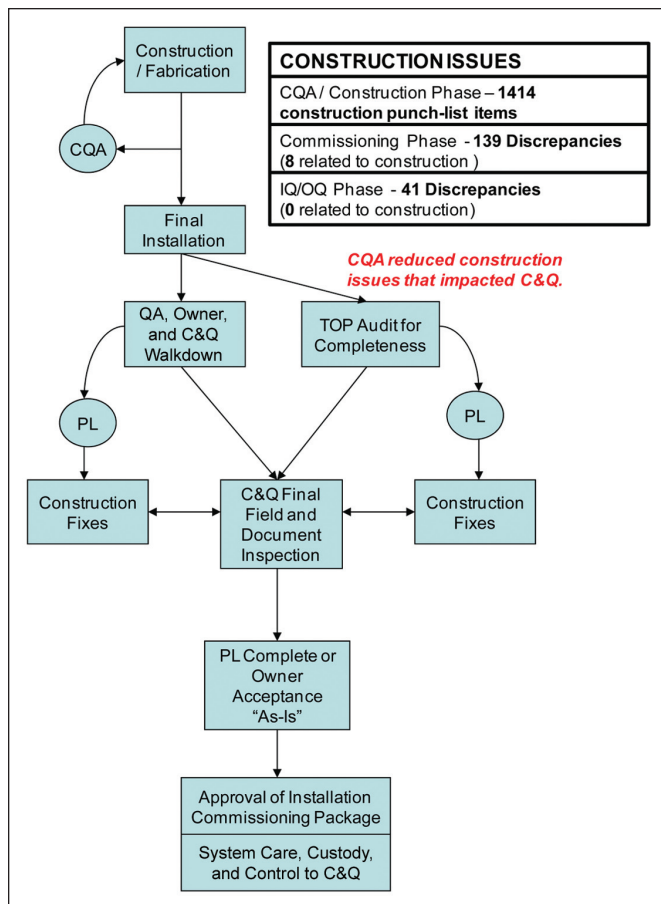 Construction
/ Fabrication
CONSTRUCTION ISSUES
CQA / Construction Phase – 1414
construction punch-list items
Commissioning Phase - 139 Discrepancies
(8 related to construction )
IQ/OQ Phase - 41 Discrepancies
(0 related to construction)
CQA
Final
Installation
CQA reduced construction
issues that impacted C&Q.
QA, Owner,
and C&Q
Walkdown
TOP Audit for
Completeness
PL
PL
Construction
Fixes
C&Q Final
Field and
Document
Inspection
Construction
Fixes
PL Complete or
Owner
Acceptance
“As-Is”
Approval of Installation
Commissioning Package
System Care, Custody,
and Control to C&Q